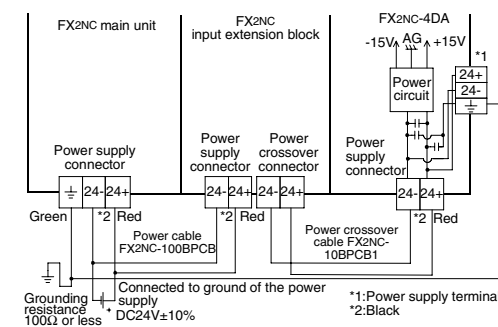 FX2NC main unit
FX2NC
input extension block
FX2NC-4DA
-15V
AG
+15V
*1
24+
24-
Power
circuit
Power supply
connector
Power
supply
connector
Power
crossover
connector
Power
supply
connector
24-
24+
24-
24+
24-
24+
24-
24+
Green
*2
Red
*2
Red
*2
Red
Power cable
FX2NC-100BPCB
Power crossover
cable FX2NC-
10BPCB1
Grounding
resistance
100Ω or less
Connected to ground of the power
supply
DC24V±10%
*1:Power supply termina
*2:Black